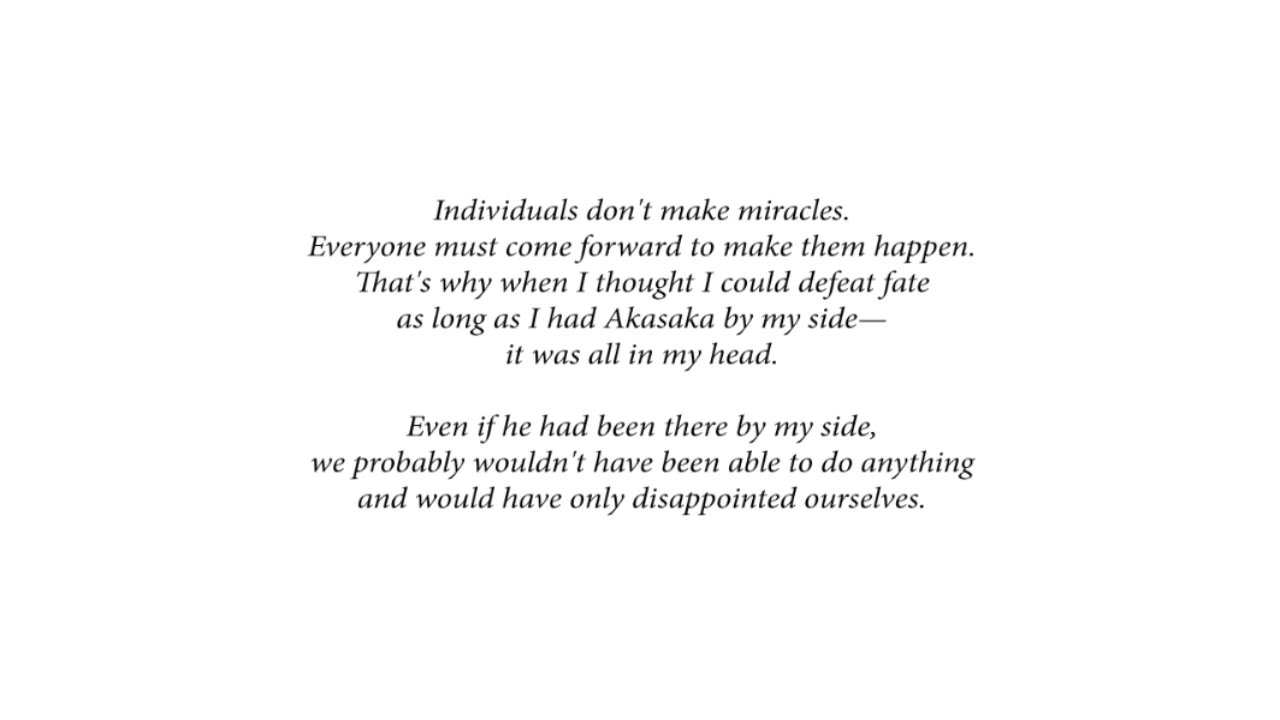 Individuals don't make miracles.
Everyone must come forward to make them happen.
That's why when I thought I could defeat fate
as long as I had Akasaka by my side—
it was all in my head.
Even if he had been there by my side,
we probably wouldn't have been able to do anything
and would have only disappointed ourselves.